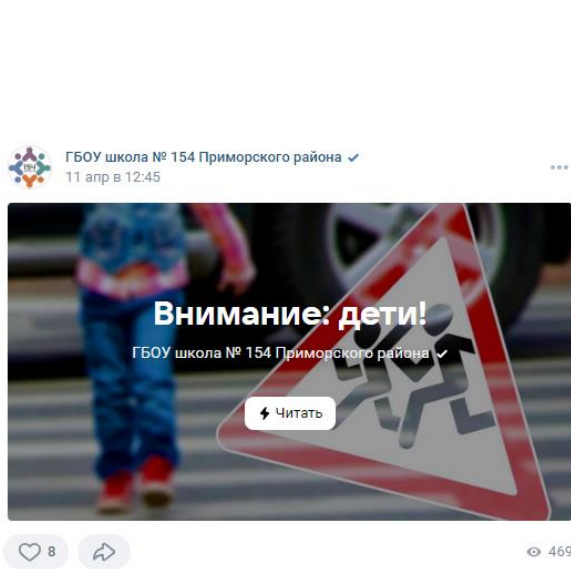 ГБОУ школа № 154 Приморского района
11 апр в 12:45
154
Внимание: дети!
ГБОУ школа № 154 Приморского района
Читать
8
469